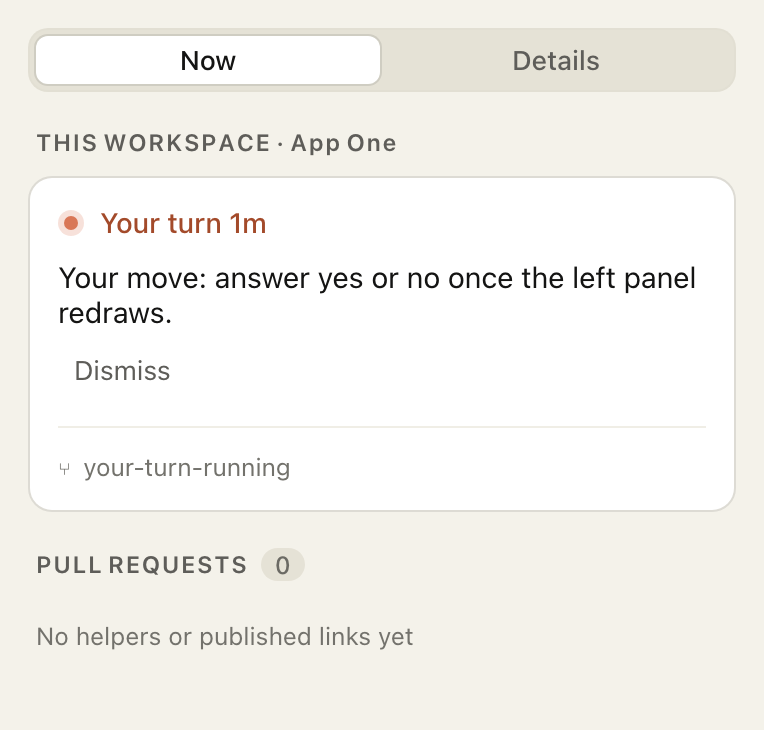 Now
Details
THIS WORKSPACE · App One
Your turn 1m
Your move: answer yes or no once the left panel
redraws.
Dismiss
your-turn-running
PULL REQUESTS 0
No helpers or published links yet